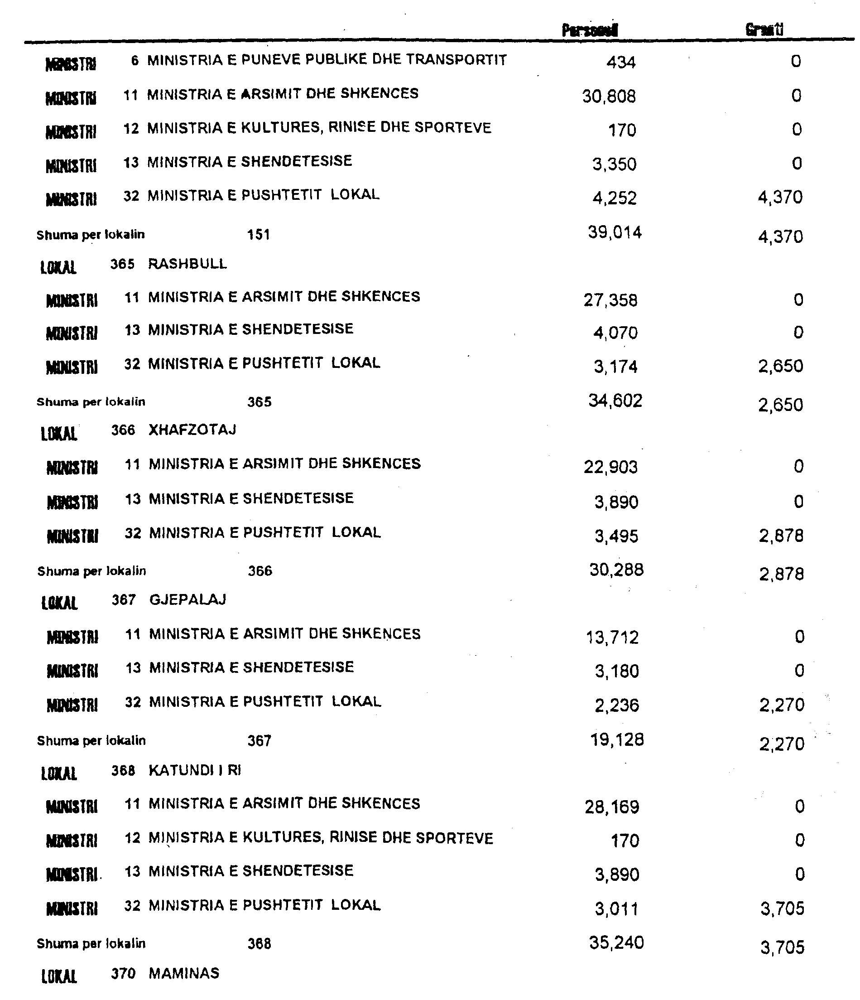 Personeli Granti
MINISTRI 6 MINISTRIA E PUNEVE PUBLIKE DHE TRANSPORTIT 434 0
MINISTRI 11 MINISTRIA E ARSIMIT DHE SHKENCES 30,808 0
MINISTRI 12 MINISTRIA E KULTURES, RINISE DHE SPORTEVE 170 0
MINISTRI 13 MINISTRIA E SHENDETESISE 3,350 0
MINISTRI 32 MINISTRIA E PUSHTETIT LOKAL 4,252 4,370
Shuma per lokalin 151 39,014 4,370
LOKAL 365 RASHBULL
MINISTRI 11 MINISTRIA E ARSIMIT DHE SHKENCES 27,358 0
MINISTRI 13 MINISTRIA E SHENDETESISE 4,070 0
MINISTRI 32 MINISTRIA E PUSHTETIT LOKAL 3,174 2,650
Shuma per lokalin 365 34,602 2,650
LOKAL 366 XHAFZOTAJ
MINISTRI 11 MINISTRIA E ARSIMIT DHE SHKENCES 22,903 0
MINISTRI 13 MINISTRIA E SHENDETESISE 3,890 0
MINISTRI 32 MINISTRIA E PUSHTETIT LOKAL 3,495 2,878
Shuma per lokalin 366 30,288 2,878
LOKAL 367 GJEPALAJ
MINISTRI 11 MINISTRIA E ARSIMIT DHE SHKENCES 13,712 0
MINISTRI 13 MINISTRIA E SHENDETESISE 3,180 0
MINISTRI 32 MINISTRIA E PUSHTETIT LOKAL 2,236 2,270
Shuma per lokalin 367 19,128 2,270
LOKAL 368 KATUNDI I RI
MINISTRI 11 MINISTRIA E ARSIMIT DHE SHKENCES 28,169 0
MINISTRI 12 MINISTRIA E KULTURES, RINISE DHE SPORTEVE 170 0
MINISTRI 13 MINISTRIA E SHENDETESISE 3,890 0
MINISTRI 32 MINISTRIA E PUSHTETIT LOKAL 3,011 3,705
Shuma per lokalin 368 35,240 3,705
LOKAL 370 MAMINAS